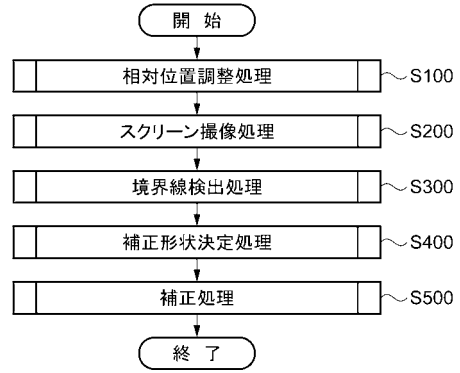 開 始
相対位置調整処理 S100
スクリーン撮像処理 S200
境界線検出処理 S300
補正形状決定処理 S400
補正処理 S500
終 了